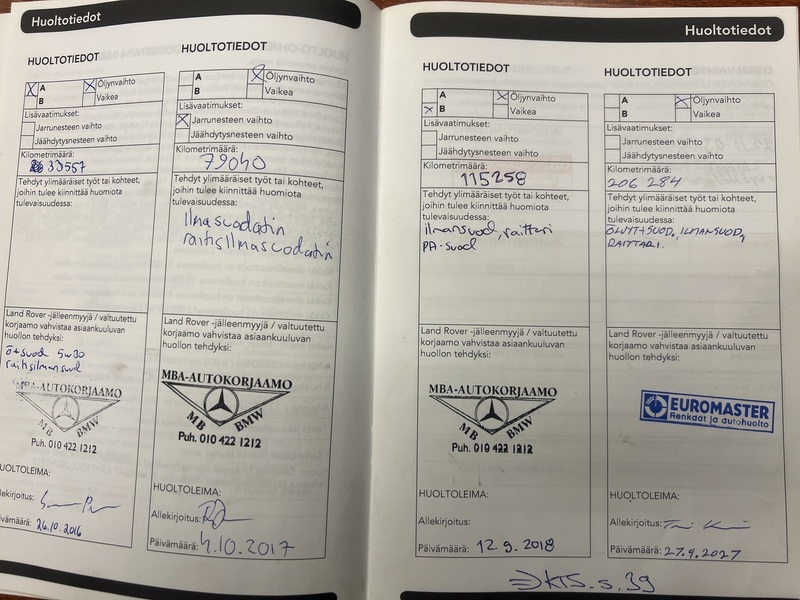 Huoltotiedot
HUOLTOTIEDOT
A
Öljynvaihto
B
Vaikea
Lisävaatimukset:
Jarrunesteen vaihto
Jäähdytysnesteen vaihto
Kilometrimäärä:
33557
Tehdyt ylimääräiset työt tai kohteet,
joihin tulee kiinnittää huomiota
tulevaisuudessa:
Land Rover -jälleenmyyjä / valtuutettu
korjaamo vahvistaa asiaankuuluvan
huollon tehdyksi:
ö+suod 5W30
raitisilmansuod
MBA-AUTOKORJAAMO
MB BMW
Puh. 010 422 1212
HUOLTOLEIMA:
Allekirjoitus:
Päivämäärä: 26.10.2016
HUOLTOTIEDOT
A
Öljynvaihto
B
Vaikea
Lisävaatimukset:
Jarrunesteen vaihto
Jäähdytysnesteen vaihto
Kilometrimäärä:
79040
Tehdyt ylimääräiset työt tai kohteet,
joihin tulee kiinnittää huomiota
tulevaisuudessa:
Ilmasuodatin
raitisilmasuodatin
Land Rover -jälleenmyyjä / valtuutettu
korjaamo vahvistaa asiaankuuluvan
huollon tehdyksi:
MBA-AUTOKORJAAMO
MB BMW
Puh. 010 422 1212
HUOLTOLEIMA:
Allekirjoitus:
Päivämäärä: 4.10.2017
Huoltotiedot
HUOLTOTIEDOT
A
Öljynvaihto
B
Vaikea
Lisävaatimukset:
Jarrunesteen vaihto
Jäähdytysnesteen vaihto
Kilometrimäärä:
115258
Tehdyt ylimääräiset työt tai kohteet,
joihin tulee kiinnittää huomiota
tulevaisuudessa:
ilmansuod, raittari
PA-suod
Land Rover -jälleenmyyjä / valtuutettu
korjaamo vahvistaa asiaankuuluvan
huollon tehdyksi:
MBA-AUTOKORJAAMO
MB BMW
Puh. 010 422 1212
HUOLTOLEIMA:
Allekirjoitus:
Päivämäärä: 12.9.2018
HUOLTOTIEDOT
A
Öljynvaihto
B
Vaikea
Lisävaatimukset:
Jarrunesteen vaihto
Jäähdytysnesteen vaihto
Kilometrimäärä:
206 284
Tehdyt ylimääräiset työt tai kohteet,
joihin tulee kiinnittää huomiota
tulevaisuudessa:
ÖLJYT+SUOD, ILMANSUOD,
RAITTARI.
Land Rover -jälleenmyyjä / valtuutettu
korjaamo vahvistaa asiaankuuluvan
huollon tehdyksi:
EUROMASTER
Renkaat ja autohuolto
HUOLTOLEIMA:
Allekirjoitus:
Päivämäärä: 27.9.2027
=> KTS. s. 39